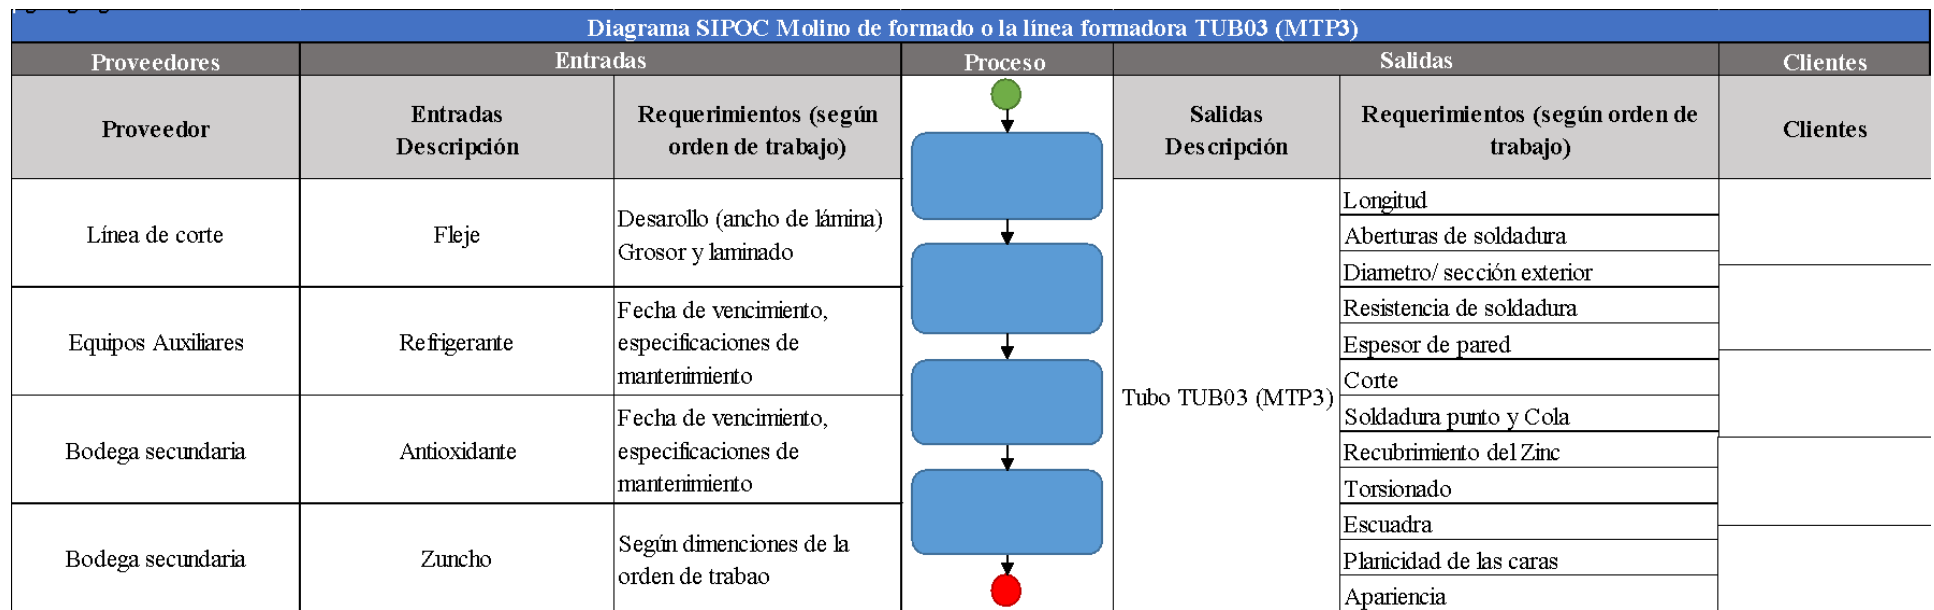 Diagrama SIPOC Molino de formado o la línea formadora TUB03 (MTP3)
Proveedores
Entradas
Proceso
Salidas
Clientes
Proveedor
Entradas
Descripción
Requerimientos (según
orden de trabajo)
Salidas
Descripción
Requerimientos (según orden de
trabajo)
Clientes
Línea de corte
Fleje
Desarollo (ancho de lámina)
Grosor y laminado
Equipos Auxiliares
Refrigerante
Fecha de vencimiento,
especificaciones de
mantenimiento
Bodega secundaria
Antioxidante
Fecha de vencimiento,
especificaciones de
mantenimiento
Bodega secundaria
Zuncho
Según dimenciones de la
orden de trabao
Tubo TUB03 (MTP3)
Longitud
Aberturas de soldadura
Diametro/ sección exterior
Resistencia de soldadura
Espesor de pared
Corte
Soldadura punto y Cola
Recubrimiento del Zinc
Torsionado
Escuadra
Planicidad de las caras
Apariencia